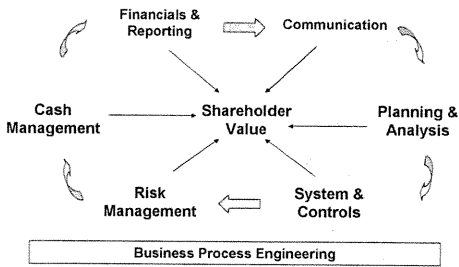 Financials &
Reporting
Communication
Cash
Management
Shareholder
Value
Planning &
Analysis
Risk
Management
System &
Controls
Business Process Engineering